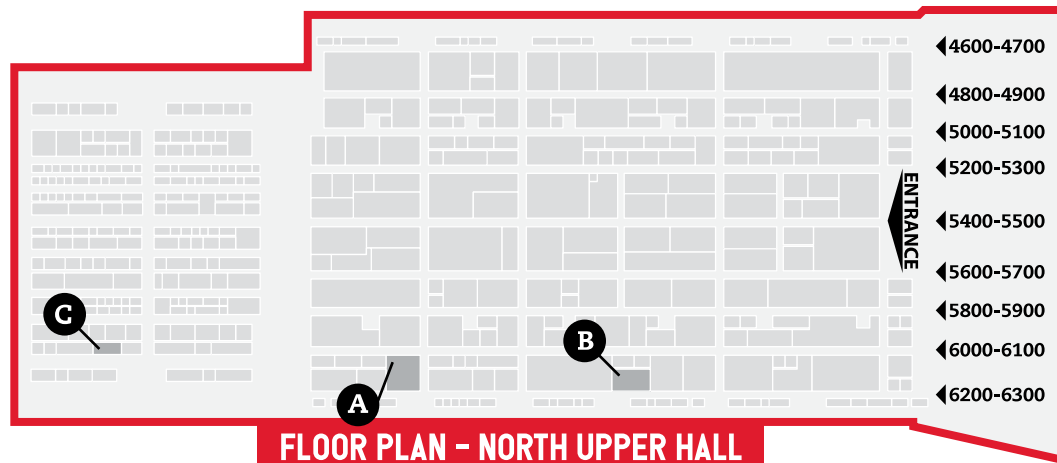 4600-4700
4800-4900
5000-5100
5200-5300
ENTRANCE
5400-5500
5600-5700
5800-5900
C
B
6000-6100
A
6200-6300
FLOOR PLAN - NORTH UPPER HALL